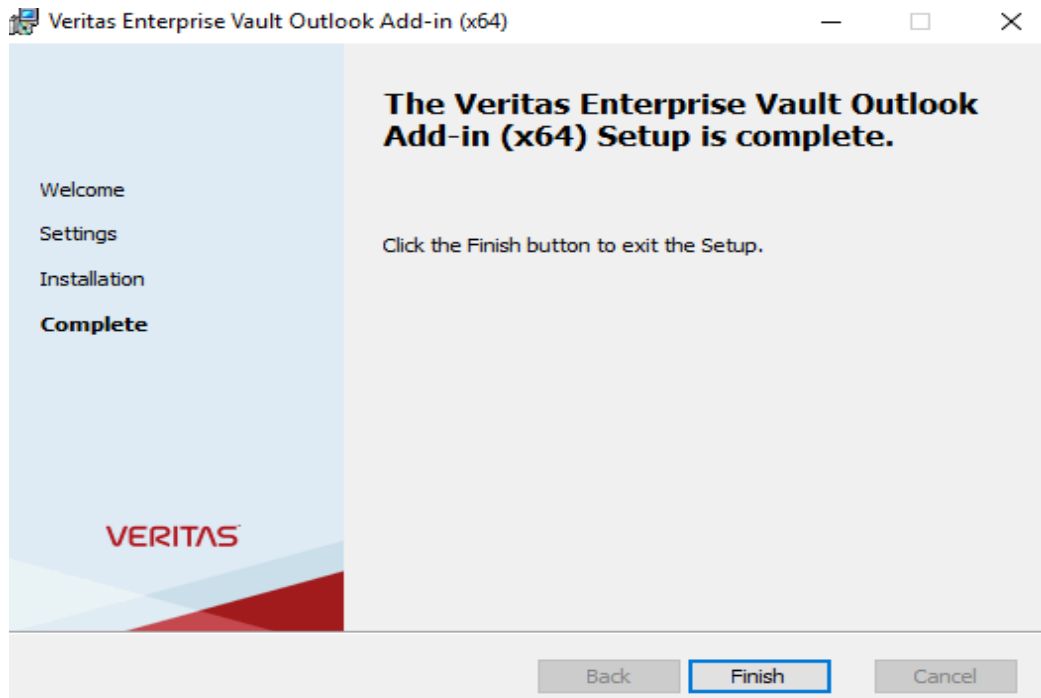 Veritas Enterprise Vault Outlook Add-in (x64)
The Veritas Enterprise Vault Outlook
Add-in (x64) Setup is complete.
Welcome
Settings
Installation
Complete
Click the Finish button to exit the Setup.
VERITAS
Back
Finish
Cancel